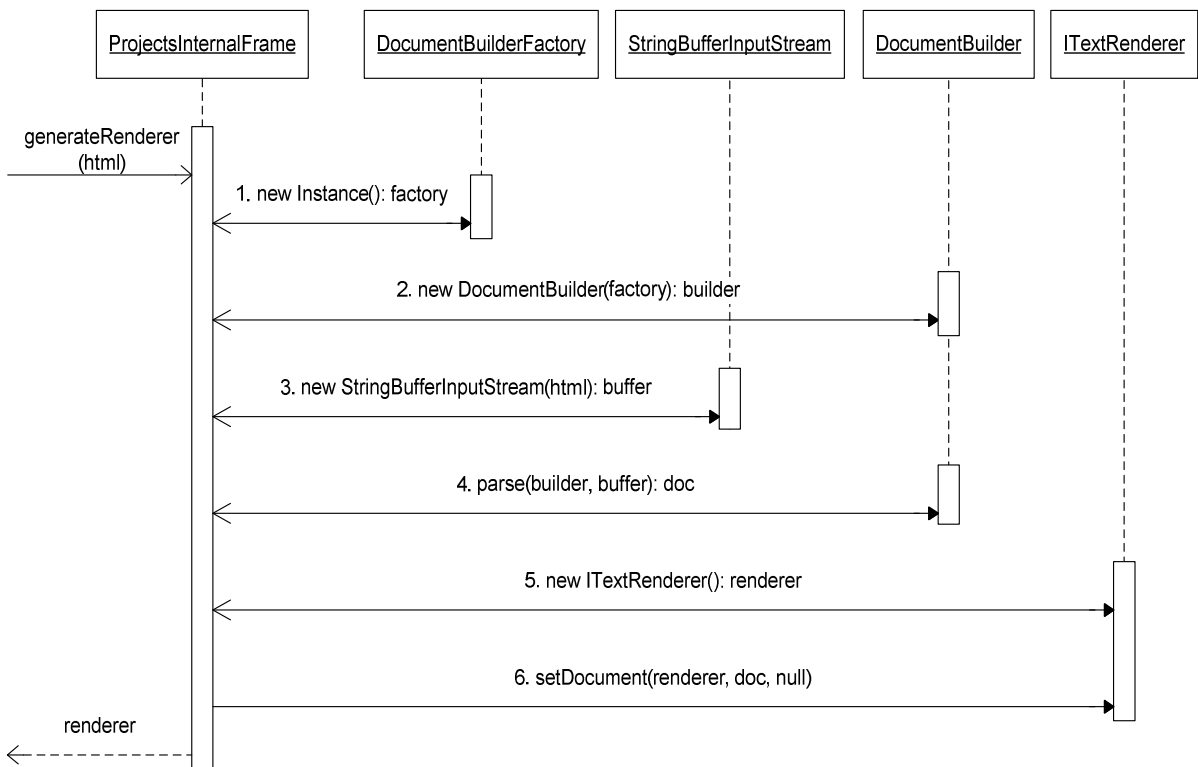 ProjectsInternalFrame
DocumentBuilderFactory
StringBufferInputStream
DocumentBuilder
ITextRenderer
generateRenderer
(html)
1. new Instance(): factory
2. new DocumentBuilder(factory): builder
3. new StringBufferInputStream(html): buffer
4. parse(builder, buffer): doc
5. new ITextRenderer(): renderer
6. setDocument(renderer, doc, null)
renderer